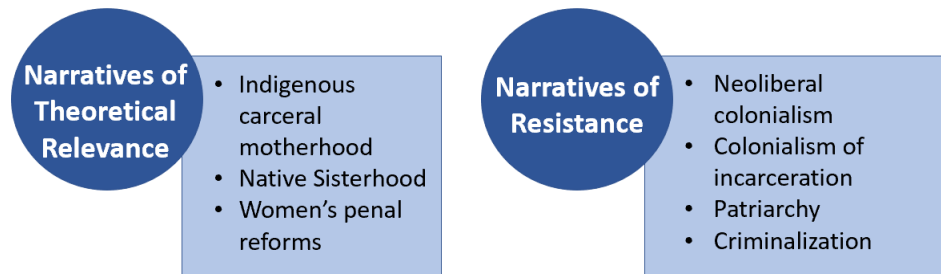 Narratives of
Theoretical
Relevance
• Indigenous
carceral
motherhood
• Native Sisterhood
• Women’s penal
reforms
Narratives of
Resistance
• Neoliberal
colonialism
• Colonialism of
incarceration
• Patriarchy
• Criminalization